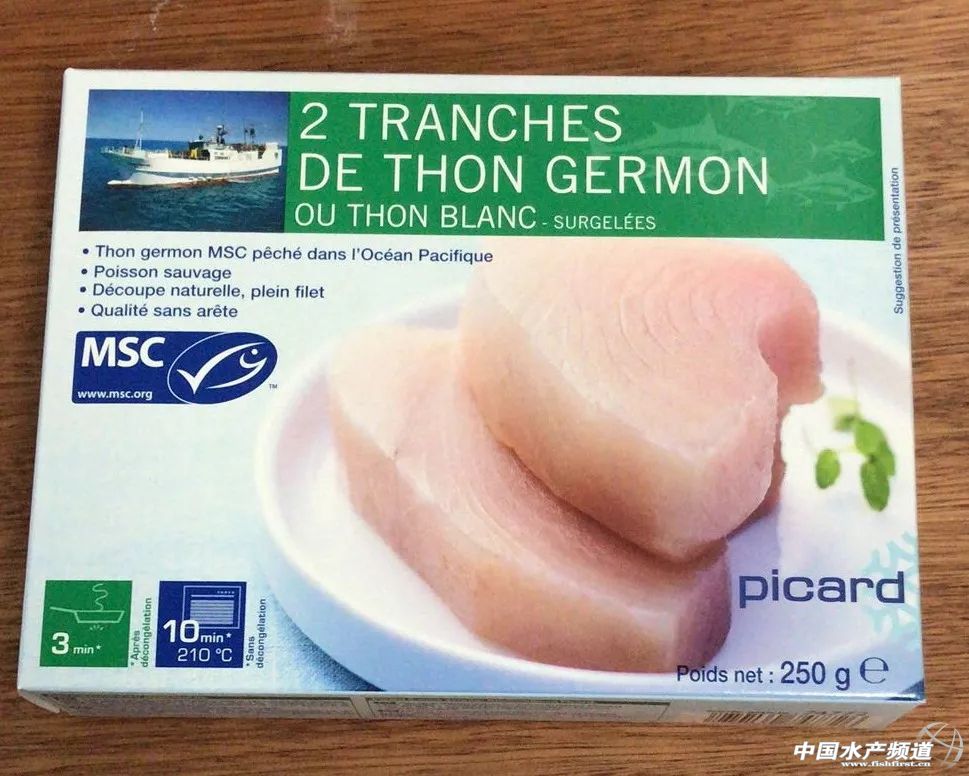 2 TRANCHES
DE THON GERMON
OU THON BLANC - SURGELÉES
• Thon germon MSC pêché dans l'Océan Pacifique
• Poisson sauvage
• Découpe naturelle, plein filet
• Qualité sans arête
MSC
www.msc.org
TM
Suggestion de présentation
picard
3 min*
*Après
décongélation
10 min*
210 °C
*Sans
décongélation
Poids net : 250 g ℮
中国水产频道
www.fishfirst.cn